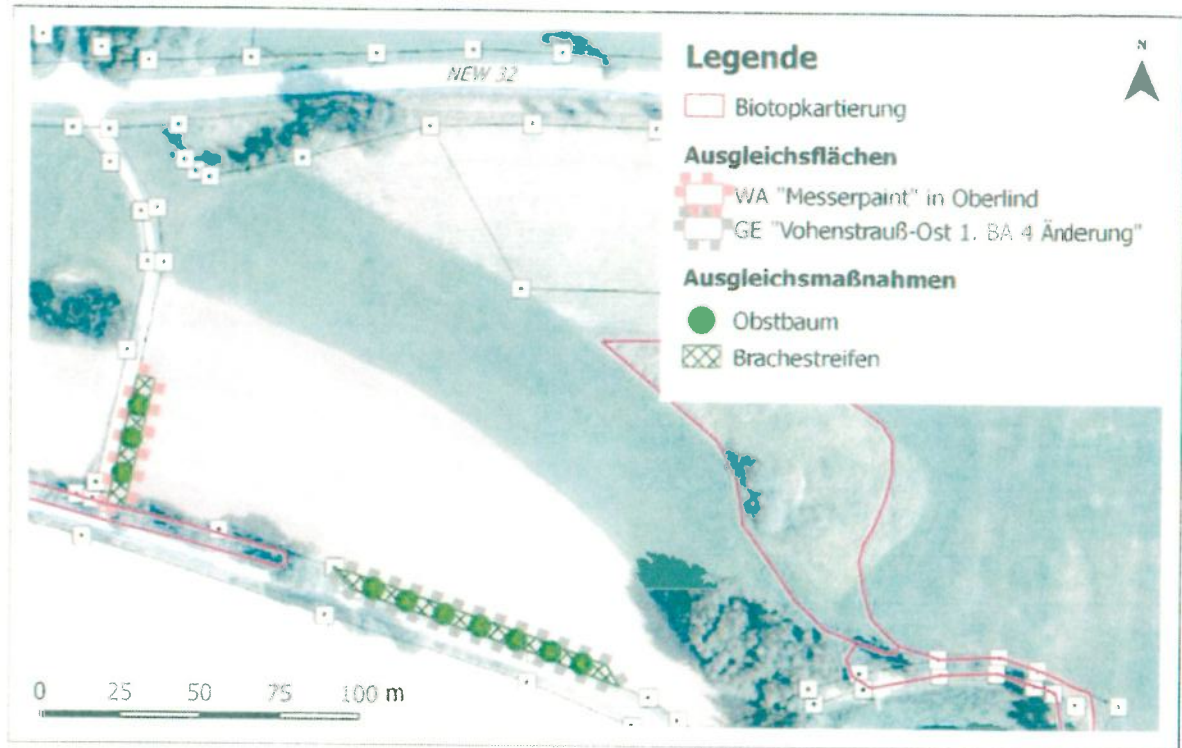 NEW 32
N
Legende
Biotopkartierung
Ausgleichsflächen
WA "Messerpaint" in Oberlind
GE "Vohenstrauß-Ost 1. BA 4 Änderung"
Ausgleichsmaßnahmen
Obstbaum
Brachestreifen
0 25 50 75 100 m